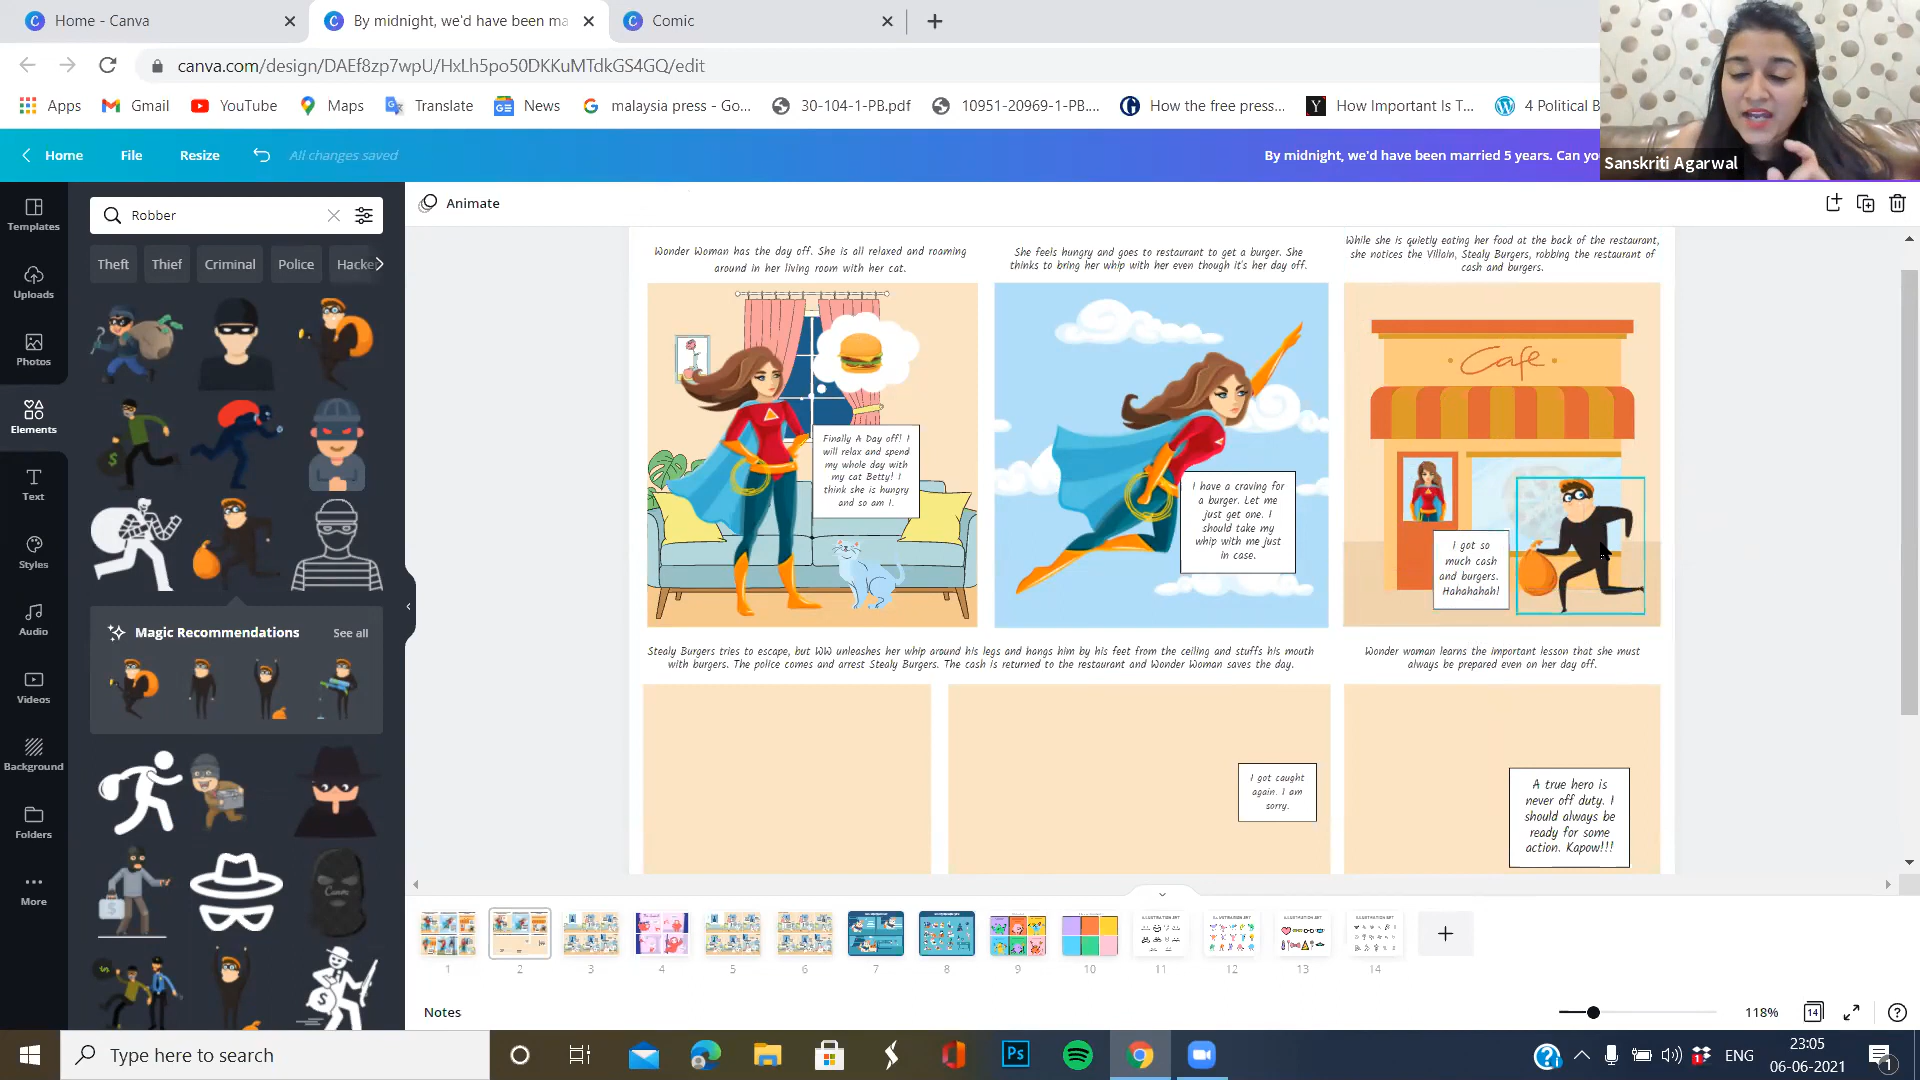 Home - Canva
By midnight, we'd have been ma
Comic
canva.com/design/DAEf8zp7wpU/HxLh5po50DKKuMTdkGS4GQ/edit
Apps
Gmail
YouTube
Maps
Translate
News
malaysia press - Go...
30-104-1-PB.pdf
10951-20969-1-PB....
How the free press...
How Important Is T...
4 Political B
Home
File
Resize
All changes saved
By midnight, we'd have been married 5 years. Can yo
Sanskriti Agarwal
Templates
Uploads
Photos
Elements
Text
Styles
Audio
Videos
Background
Folders
More
Robber
Theft
Thief
Criminal
Police
Hacke
Magic Recommendations
See all
Canva
Animate
Wonder Woman has the day off. She is all relaxed and roaming
around in her living room with her cat.
She feels hungry and goes to restaurant to get a burger. She
thinks to bring her whip with her even though it's her day off.
While she is quietly eating her food at the back of the restaurant,
she notices the Villain, Stealy Burgers, robbing the restaurant of
cash and burgers.
Finally A Day off! I
will relax and spend
my whole day with
my cat Betty! I
think she is hungry
and so am I.
I have a craving for
a burger. Let me
just get one. I
should take my
whip with me just
in case.
Cafe
I got so
much cash
and burgers.
Hahahahah!
Stealy Burgers tries to escape, but WW unleashes her whip around his legs and hangs him by his feet from the ceiling and stuffs his mouth
with burgers. The police comes and arrest Stealy Burgers. The cash is returned to the restaurant and Wonder Woman saves the day.
Wonder woman learns the important lesson that she must
always be prepared even on her day off.
I got caught
again. I am
sorry.
A true hero is
never off duty. I
should always be
ready for some
action. Kapow!!!
ILLUSTRATION SET
ILLUSTRATION SET
ILLUSTRATION SET
ILLUSTRATION SET
1
2
3
4
5
6
7
8
9
10
11
12
13
14
Notes
118%
14
Type here to search
Ps
1
ENG
23:05
06-06-2021
1